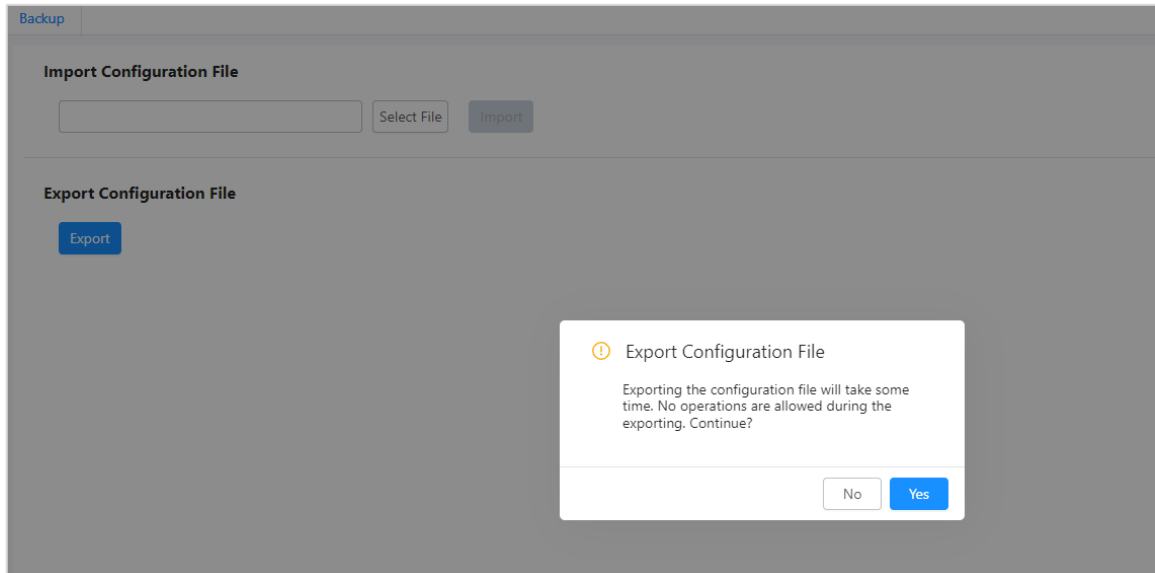 Backup
Import Configuration File
Select File
Import
Export Configuration File
Export
Export Configuration File
Exporting the configuration file will take some
time. No operations are allowed during the
exporting. Continue?
No
Yes